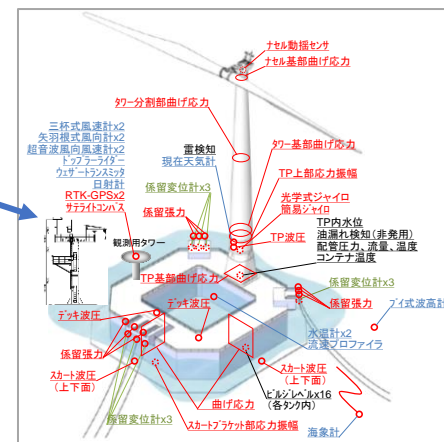 ナセル動揺センサ
ナセル基部曲げ応力
タワー分割部曲げ応力
三杯式風速計x2
矢羽根式風向計x2
超音波風向風速計x2
ドップラーライダー
ウェザートランスミッタ
日射計
RTK-GPSx2
サテライトコンパス
雷検知
現在天気計
タワー基部曲げ応力
TP上部応力振幅
光学式ジャイロ
簡易ジャイロ
係留変位計x3
係留張力
TP波圧
TP内水位
油漏れ検知(非発用)
配管圧力、流量、温度
コンテナ温度
観測用タワー
TP基部曲げ応力
係留変位計x3
係留張力
デッキ波圧
デッキ波圧
ブイ式波高計
水温計x2
流速プロファイラ
係留張力
スカート波圧
(上下面)
スカート波圧
(上下面)
ビルジレベルx16
(各タンク内)
曲げ応力
係留変位計x3
スカートブラケット部応力振幅
海象計